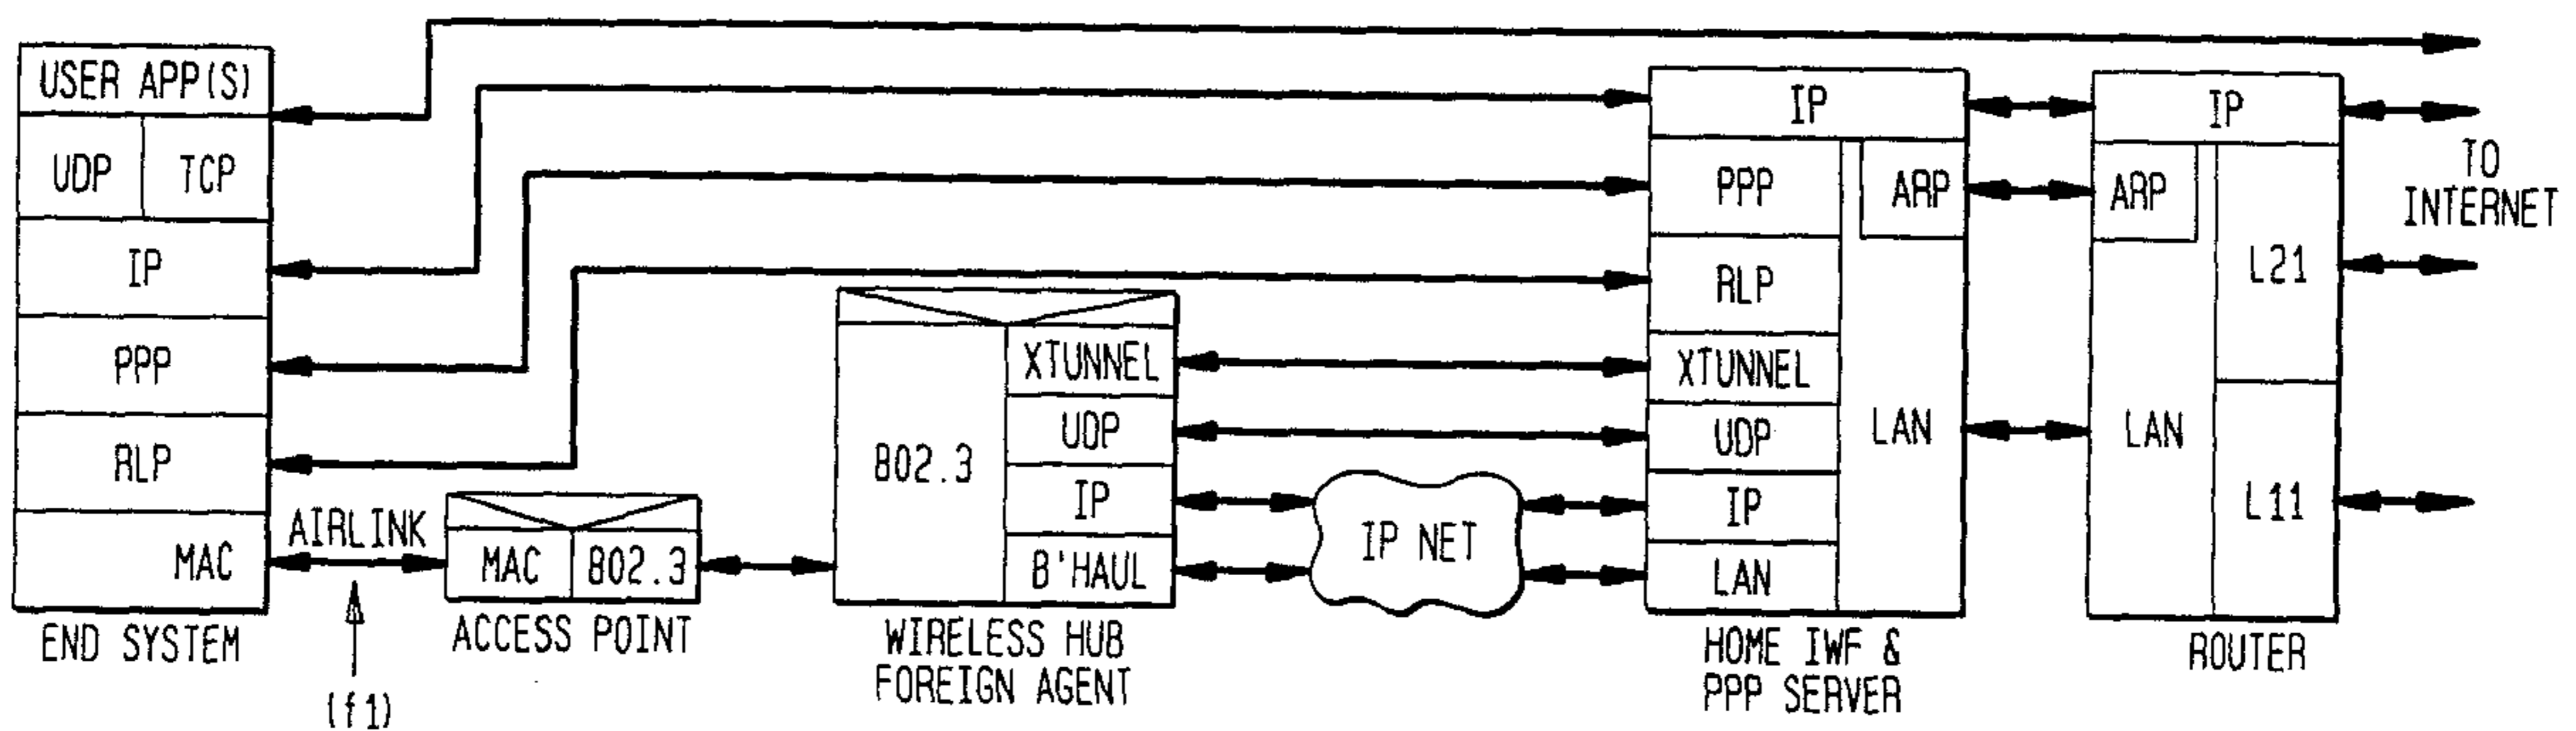 USER APP(S)
UDP
TCP
IP
PPP
RLP
MAC
END SYSTEM
AIRLINK
(f1)
MAC
802.3
ACCESS POINT
802.3
XTUNNEL
UDP
IP
B'HAUL
WIRELESS HUB
FOREIGN AGENT
IP NET
IP
PPP
ARP
RLP
XTUNNEL
UDP
LAN
IP
LAN
HOME IWF &
PPP SERVER
IP
ARP
L21
LAN
L11
ROUTER
TO
INTERNET